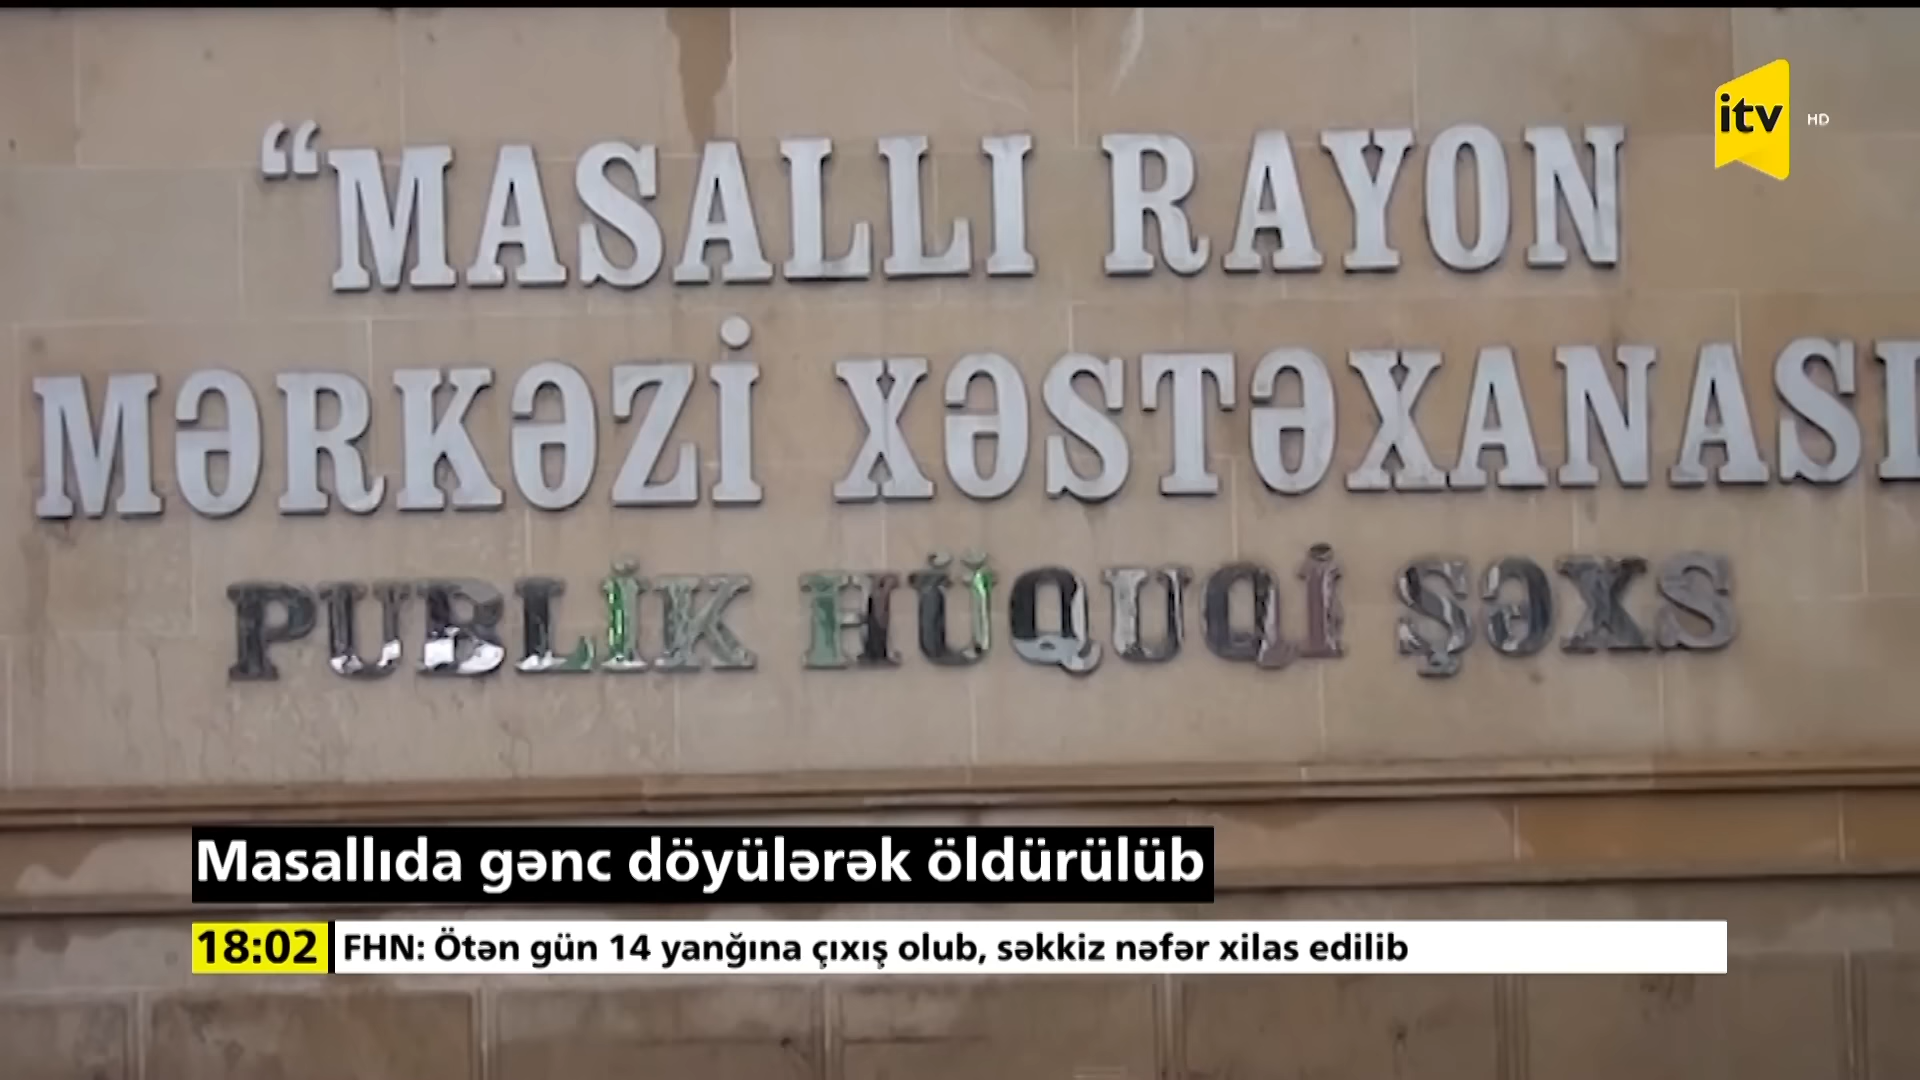 itv HD
“MASALLI RAYON
MƏRKƏZİ XƏSTƏXANASI
PUBLİK HÜQUQİ ŞƏXS
Masallıda gənc döyülərək öldürülüb
18:02 FHN: Ötən gün 14 yanğına çıxış olub, səkkiz nəfər xilas edilib